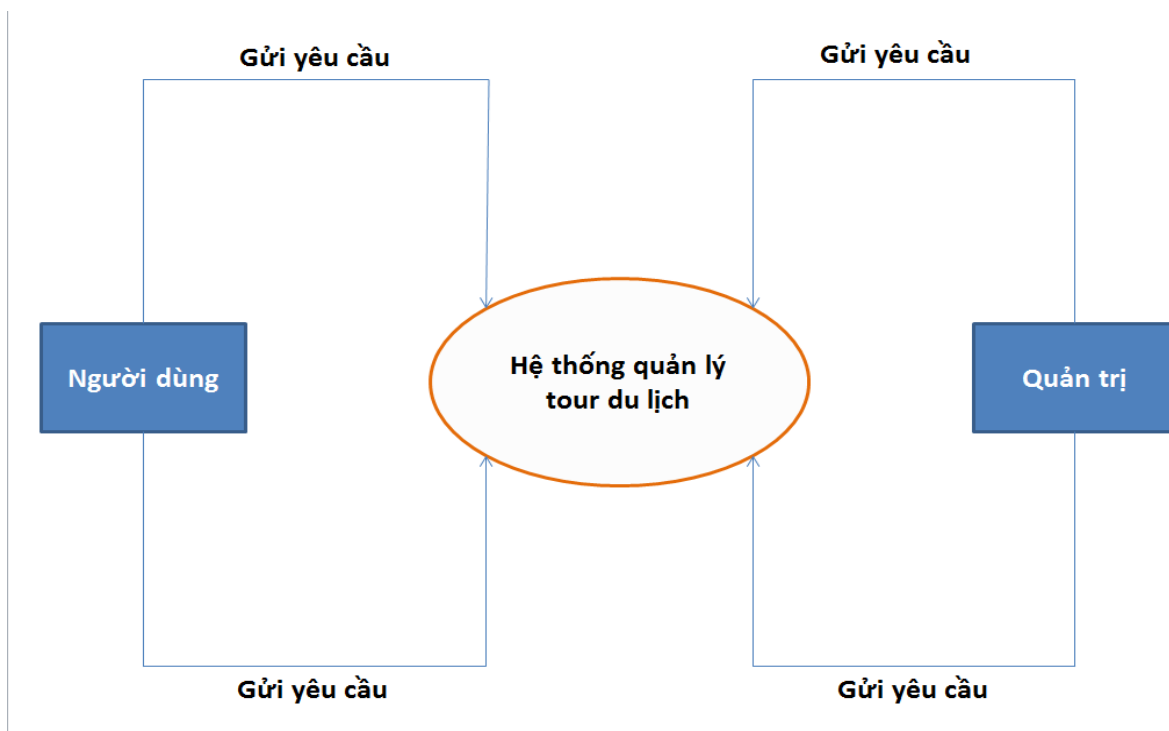 Gửi yêu cầu
Gửi yêu cầu
Người dùng
Hệ thống quản lý
tour du lịch
Quản trị
Gửi yêu cầu
Gửi yêu cầu